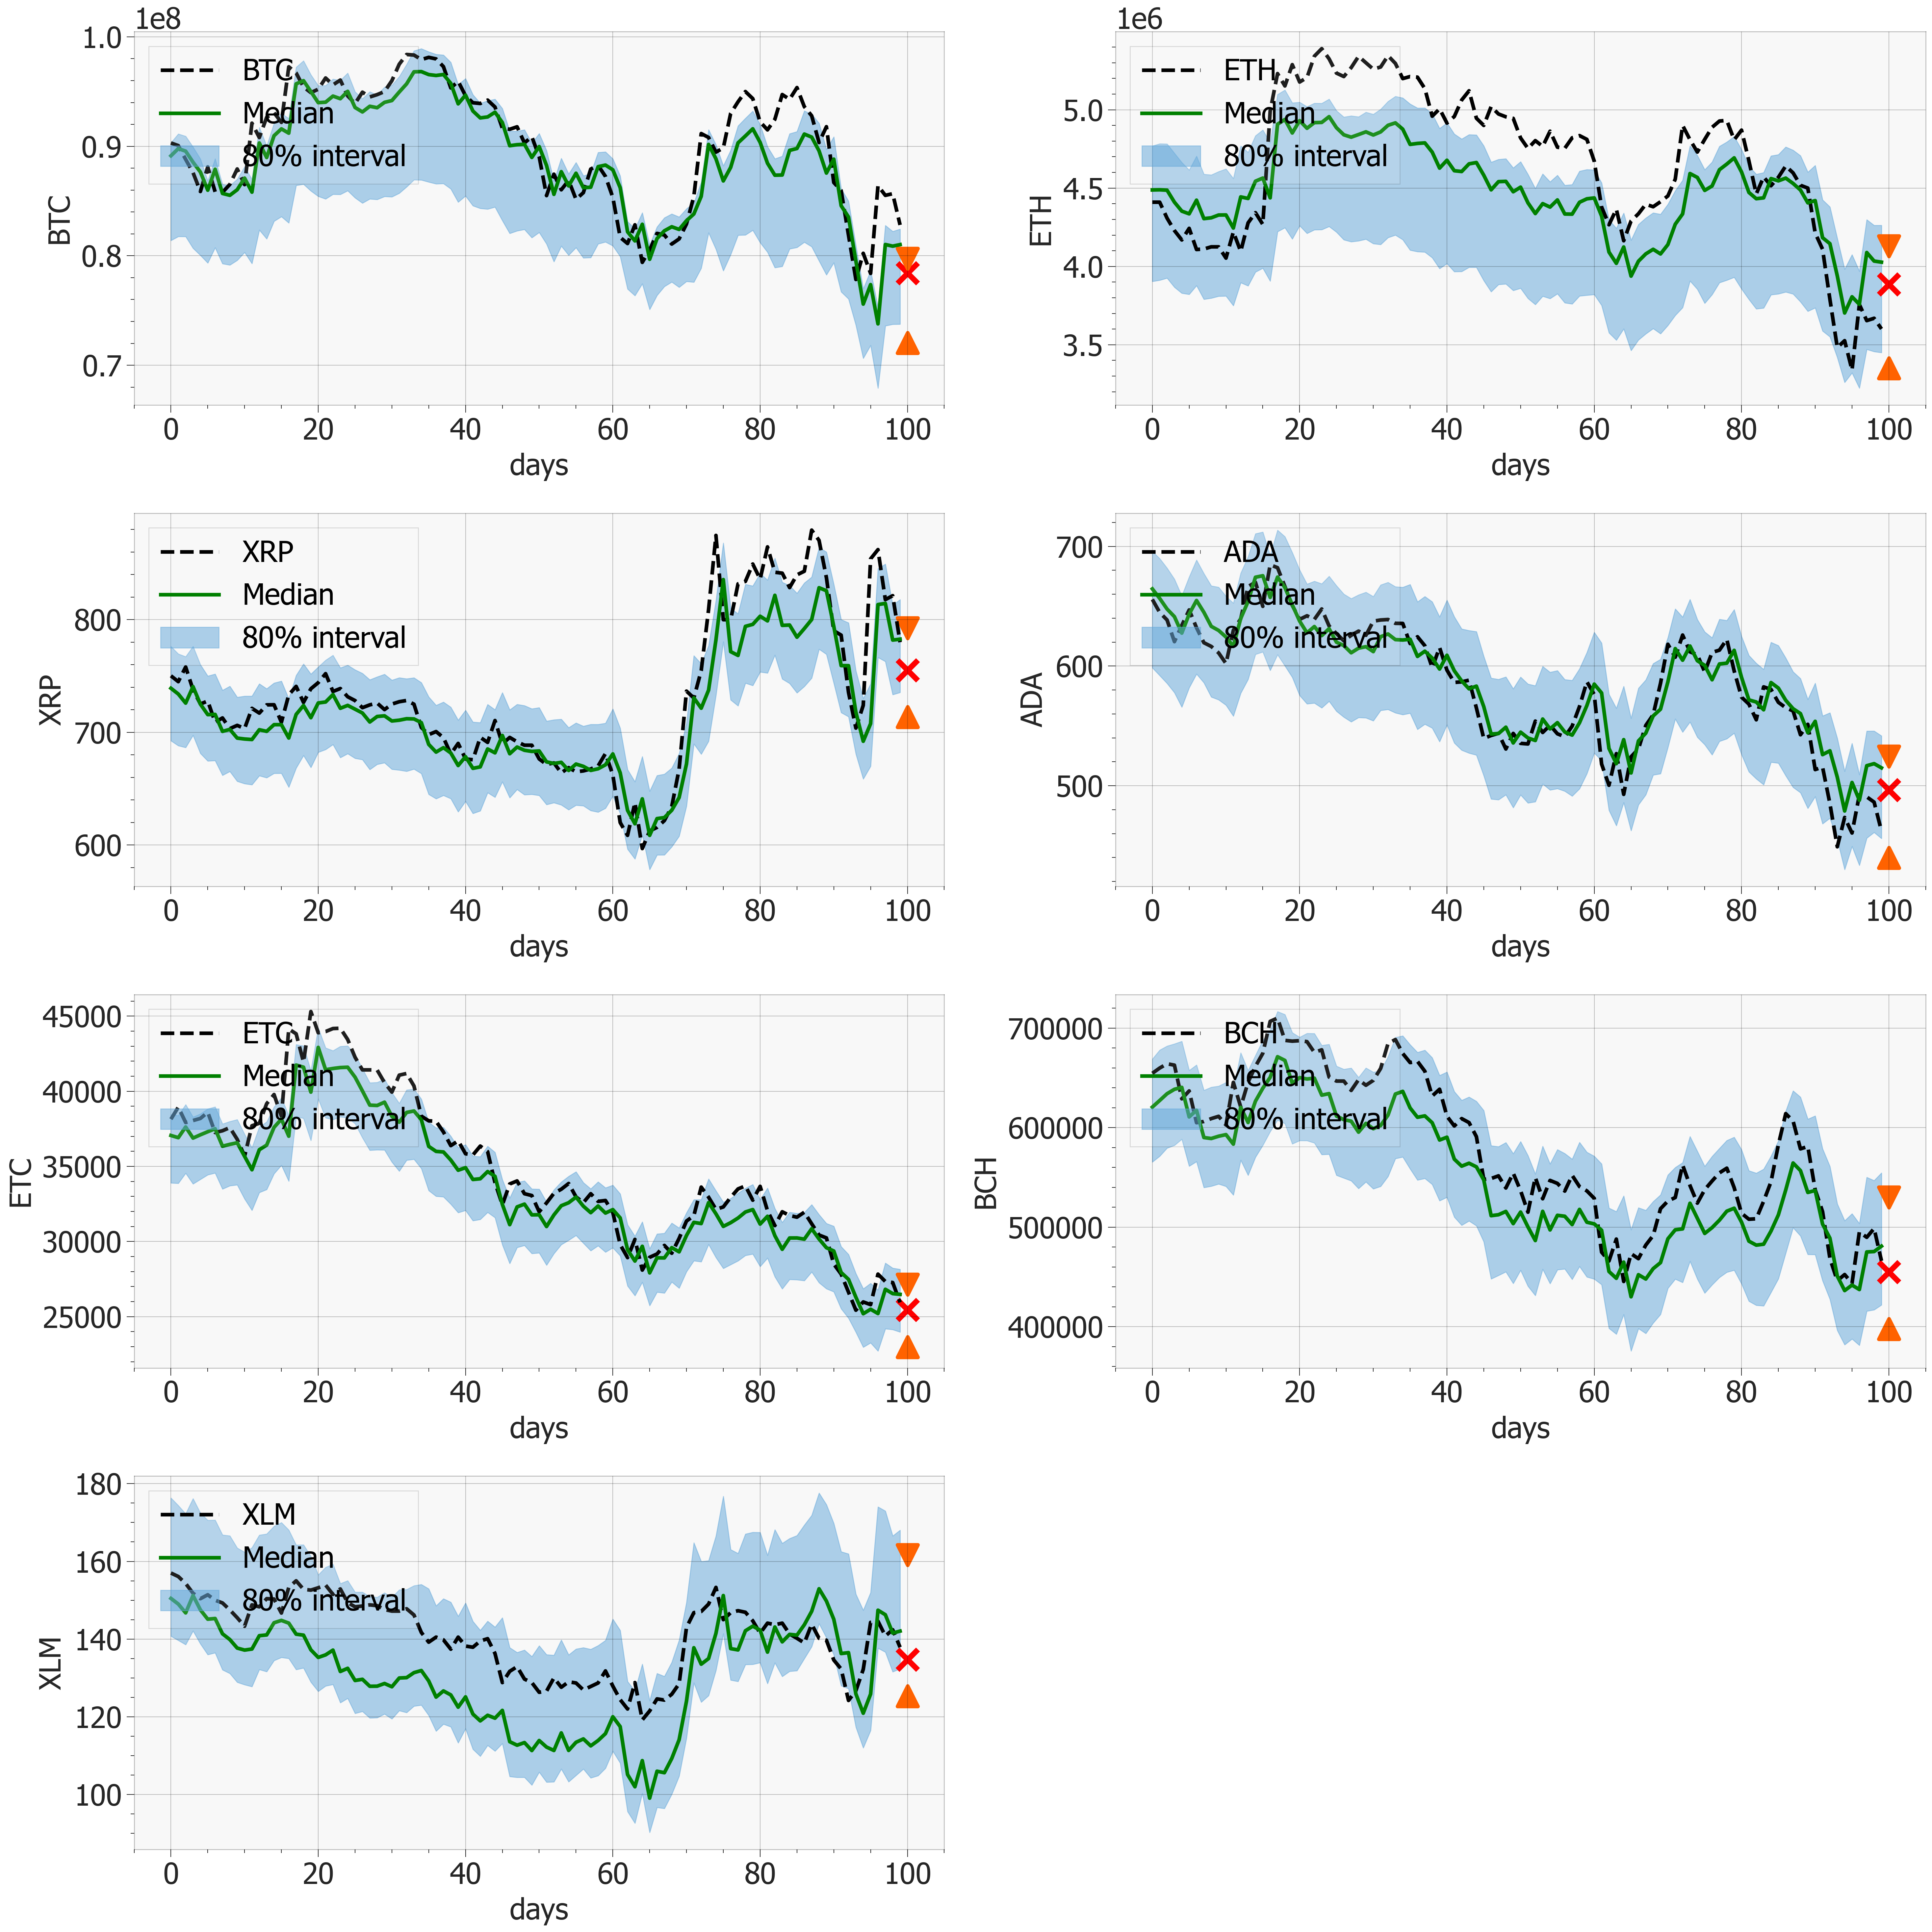 1e8
BTC
Median
80% interval
1.0
0.9
0.8
0.7
BTC
0 20 40 60 80 100
days
1e6
ETH
Median
80% interval
5.0
4.5
4.0
3.5
ETH
0 20 40 60 80 100
days
XRP
Median
80% interval
800
700
600
XRP
0 20 40 60 80 100
days
ADA
Median
80% interval
700
600
500
ADA
0 20 40 60 80 100
days
ETC
Median
80% interval
45000
40000
35000
30000
25000
ETC
0 20 40 60 80 100
days
BCH
Median
80% interval
700000
600000
500000
400000
BCH
0 20 40 60 80 100
days
XLM
Median
80% interval
180
160
140
120
100
XLM
0 20 40 60 80 100
days